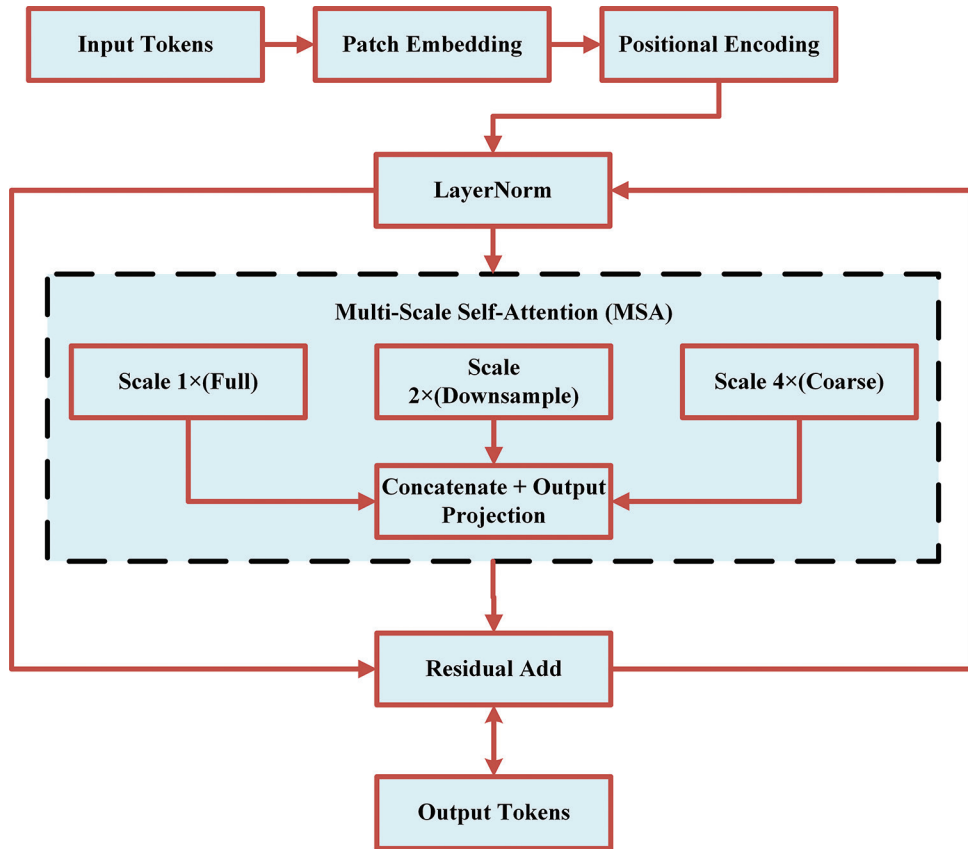 Input Tokens
Patch Embedding
Positional Encoding
LayerNorm
Multi-Scale Self-Attention (MSA)
Scale 1×(Full)
Scale
2×(Downsample)
Scale 4×(Coarse)
Concatenate + Output
Projection
Residual Add
Output Tokens